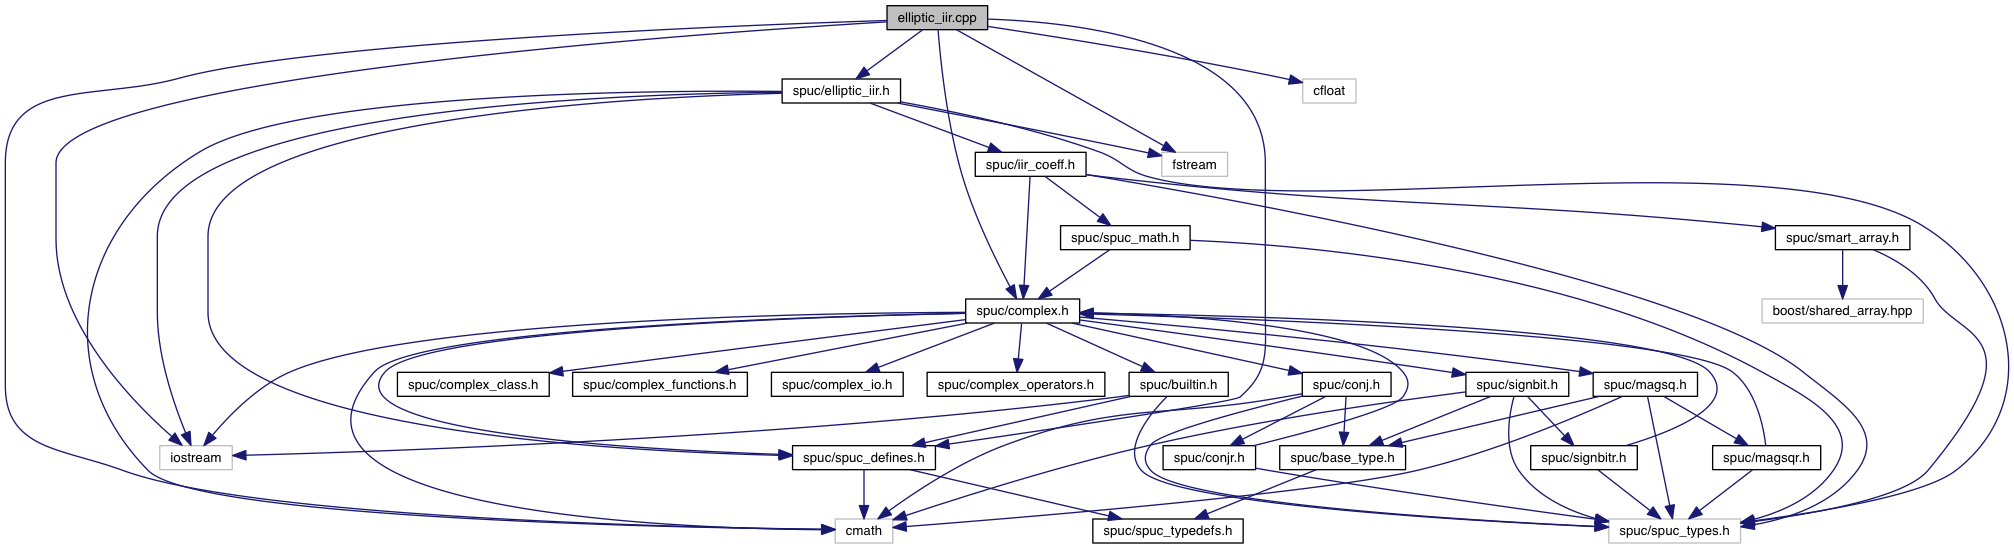 elliptic_iir.cpp
spuc/elliptic_iir.h
cfloat
spuc/iir_coeff.h
fstream
spuc/spuc_math.h
spuc/smart_array.h
spuc/complex.h
boost/shared_array.hpp
spuc/complex_class.h
spuc/complex_functions.h
spuc/complex_io.h
spuc/complex_operators.h
spuc/builtin.h
spuc/conj.h
spuc/signbit.h
spuc/magsq.h
iostream
spuc/spuc_defines.h
spuc/conjr.h
spuc/base_type.h
spuc/signbitr.h
spuc/magsqr.h
cmath
spuc/spuc_typedefs.h
spuc/spuc_types.h